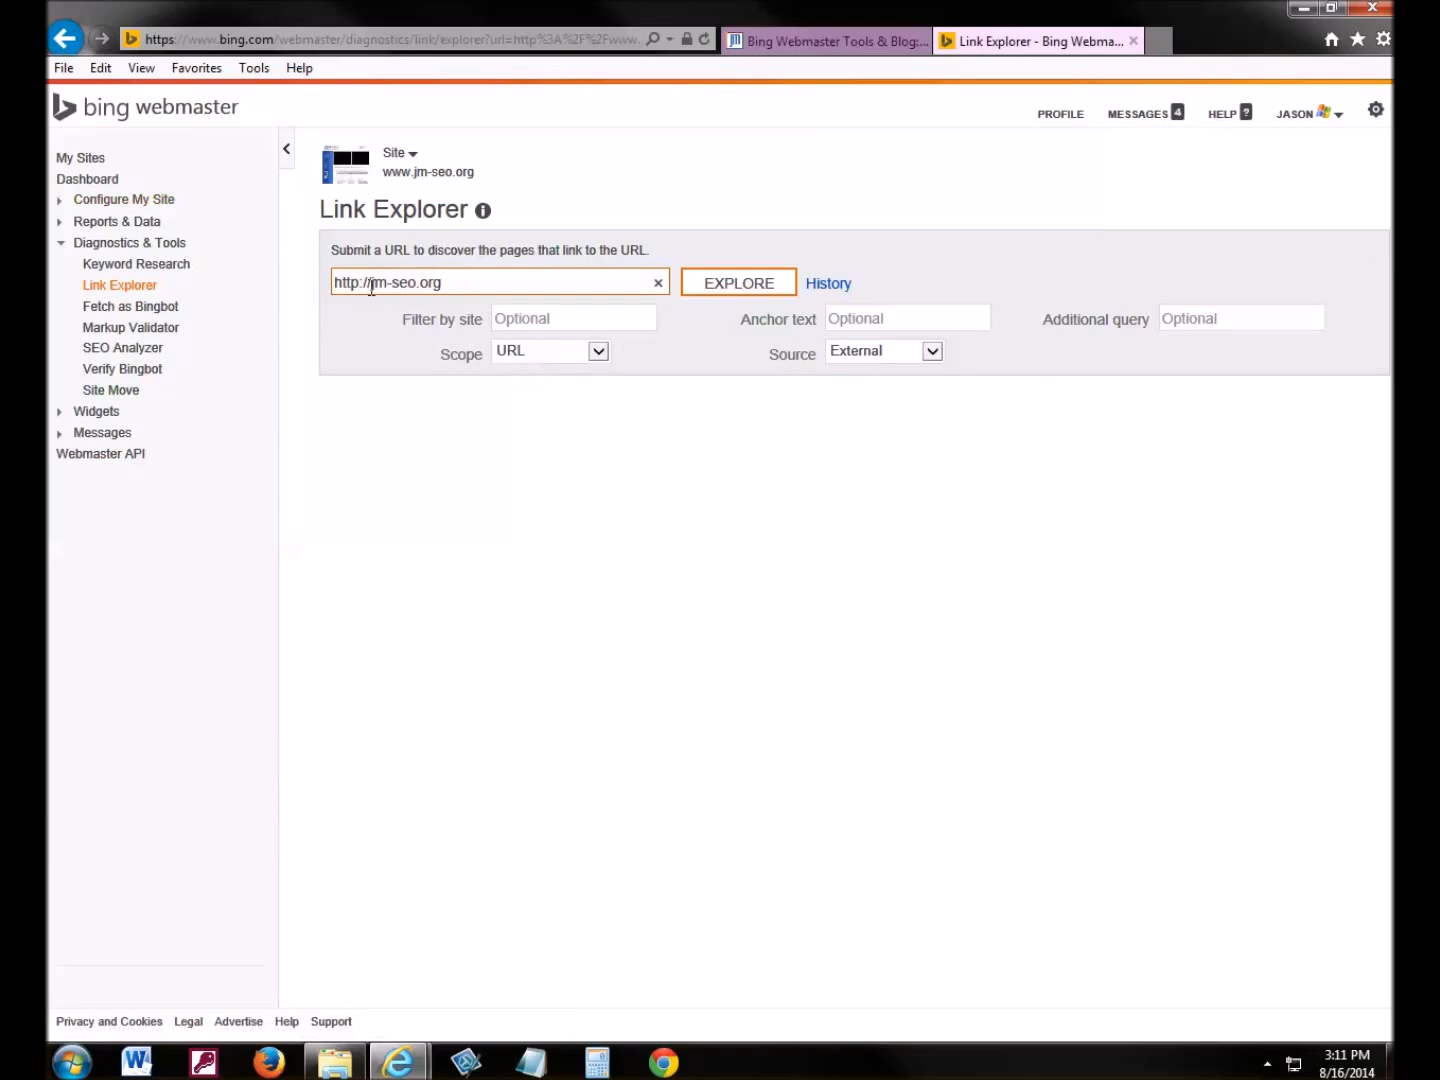 https://www.bing.com/webmaster/diagnostics/link/explorer?url=http%3A%2F%2Fwww.
Bing Webmaster Tools & Blog:...
Link Explorer - Bing Webma...
File Edit View Favorites Tools Help
bing webmaster
PROFILE MESSAGES 4 HELP ? JASON
My Sites
Dashboard
Configure My Site
Reports & Data
Diagnostics & Tools
Keyword Research
Link Explorer
Fetch as Bingbot
Markup Validator
SEO Analyzer
Verify Bingbot
Site Move
Widgets
Messages
Webmaster API
Site
www.jm-seo.org
Link Explorer
Submit a URL to discover the pages that link to the URL.
http://jm-seo.org EXPLORE History
Filter by site Optional Anchor text Optional Additional query Optional
Scope URL Source External
Privacy and Cookies Legal Advertise Help Support
3:11 PM
8/16/2014